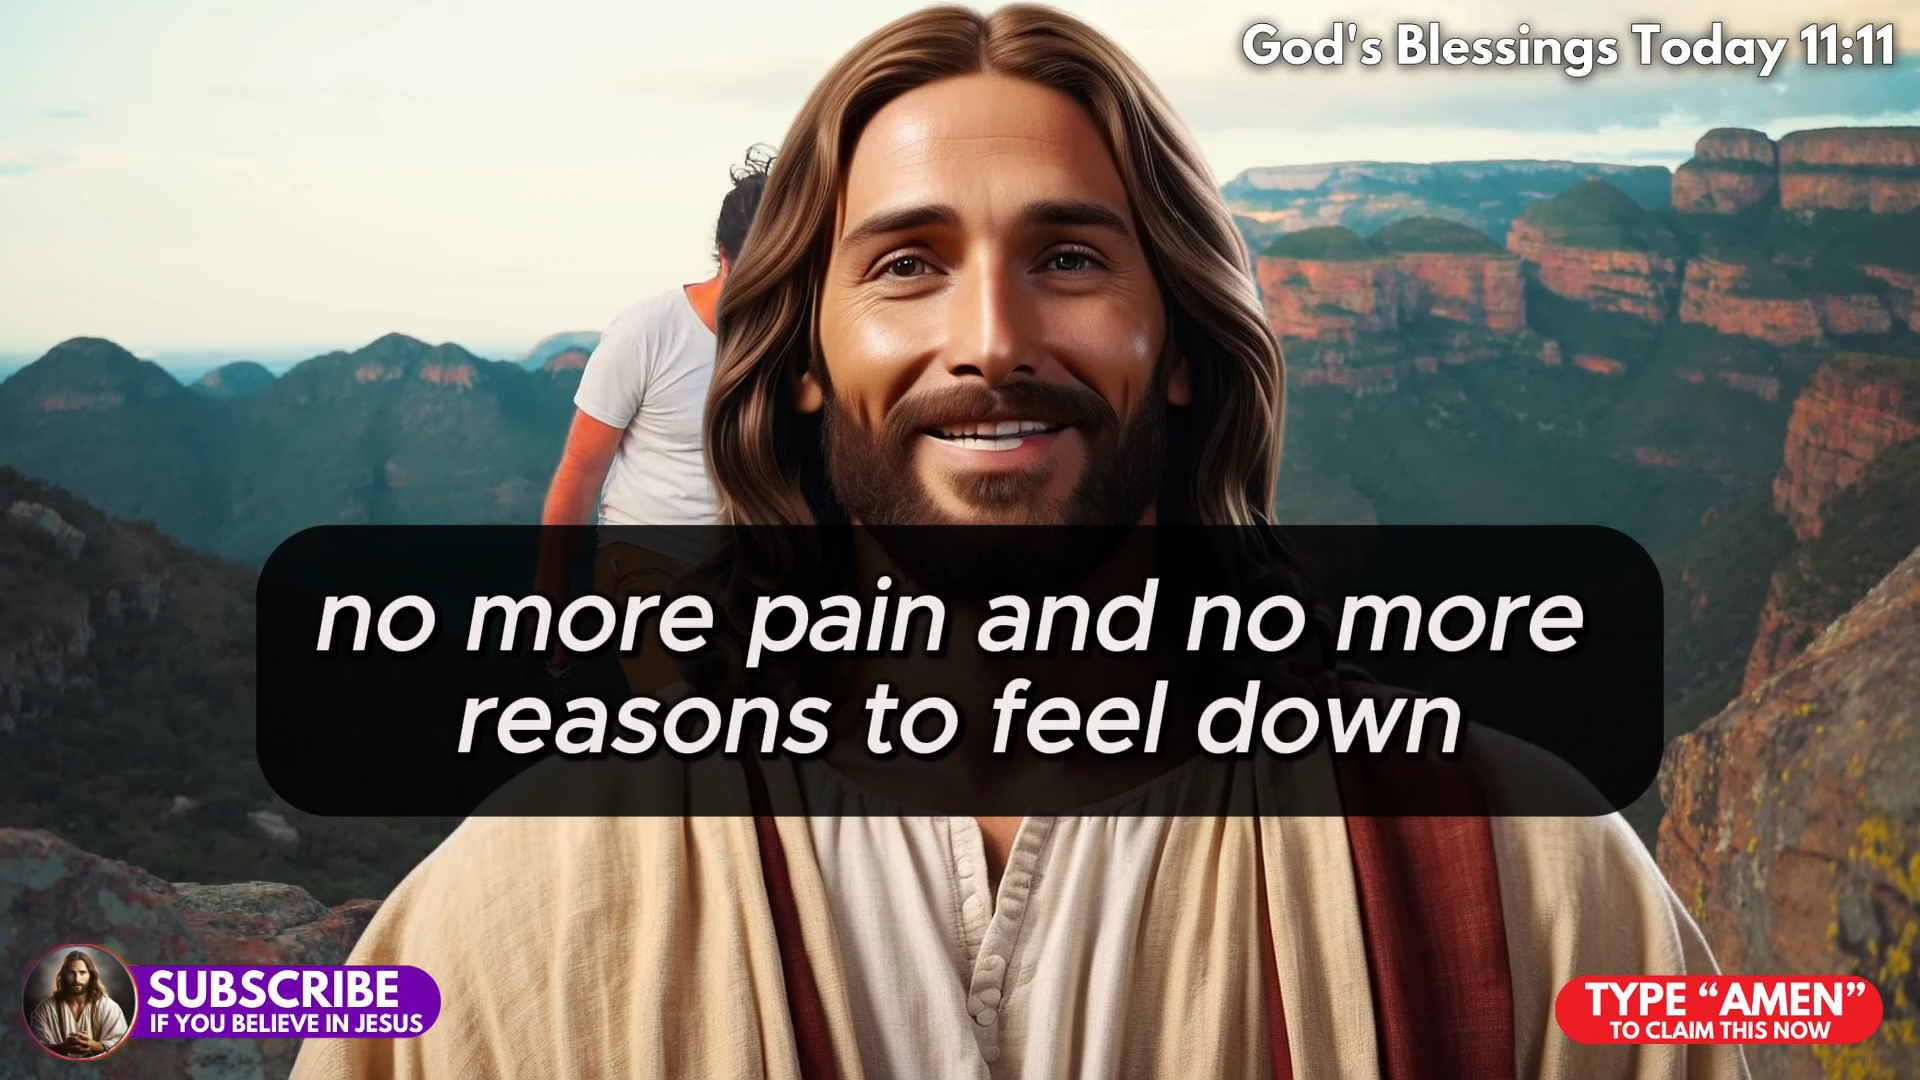 God's Blessings Today 11:11
no more pain and no more
reasons to feel down
SUBSCRIBE
IF YOU BELIEVE IN JESUS
TYPE “AMEN”
TO CLAIM THIS NOW